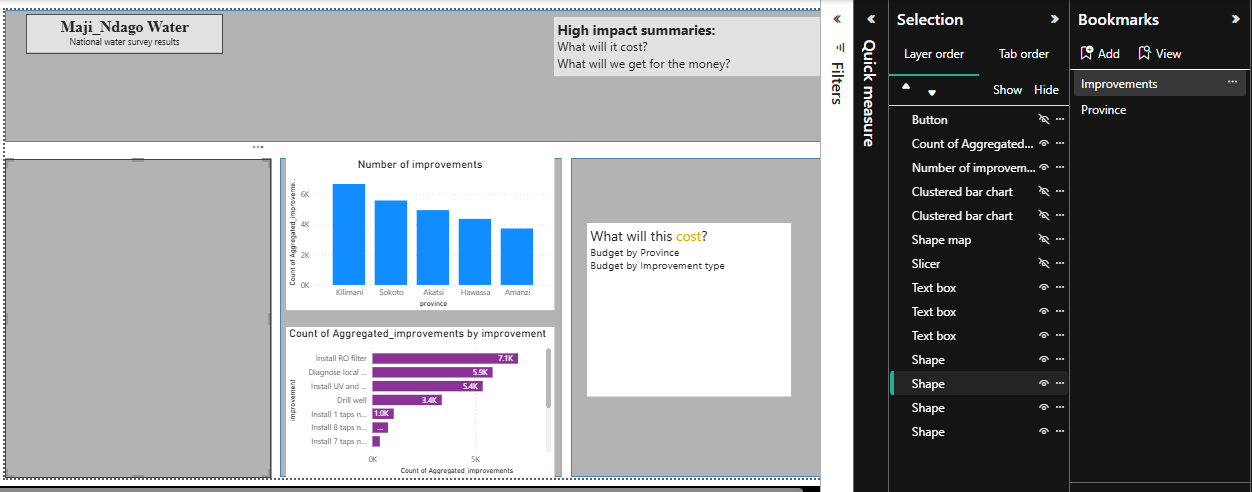 Maji_Ndago Water
National water survey results
High impact summaries:
What will it cost?
What will we get for the money?
Number of improvements
Count of Aggregated_improveme...
6K
4K
2K
0K
Kilimani
Sokoto
Akatsi
Hawassa
Amanzi
province
Count of Aggregated_improvements by improvement
improvement
Install RO filter
7.1K
Diagnose local ...
5.9K
Install UV and ...
5.4K
Drill well
3.4K
Install 1 taps n...
1.0K
Install 8 taps n...
...
Install 7 taps n...
0K
5K
Count of Aggregated_improvements
What will this cost?
Budget by Province
Budget by Improvement type
Filters
Quick measure
Selection
Layer order
Tab order
Show
Hide
Button
Count of Aggregated...
Number of improvem...
Clustered bar chart
Clustered bar chart
Shape map
Slicer
Text box
Text box
Text box
Shape
Shape
Shape
Shape
Bookmarks
Add
View
Improvements
Province